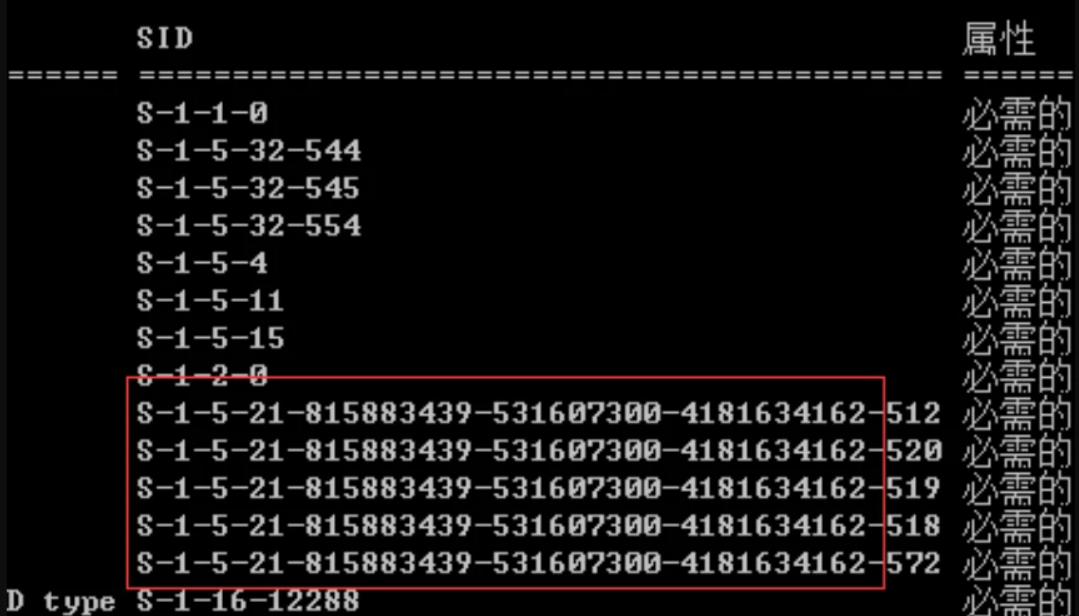 SID 属性
====== =========================================== ======
S-1-1-0 必需的
S-1-5-32-544 必需的
S-1-5-32-545 必需的
S-1-5-32-554 必需的
S-1-5-4 必需的
S-1-5-11 必需的
S-1-5-15 必需的
S-1-2-0 必需的
S-1-5-21-815883439-531607300-4181634162-512 必需的
S-1-5-21-815883439-531607300-4181634162-520 必需的
S-1-5-21-815883439-531607300-4181634162-519 必需的
S-1-5-21-815883439-531607300-4181634162-518 必需的
S-1-5-21-815883439-531607300-4181634162-572 必需的
D type S-1-16-12288 必需的